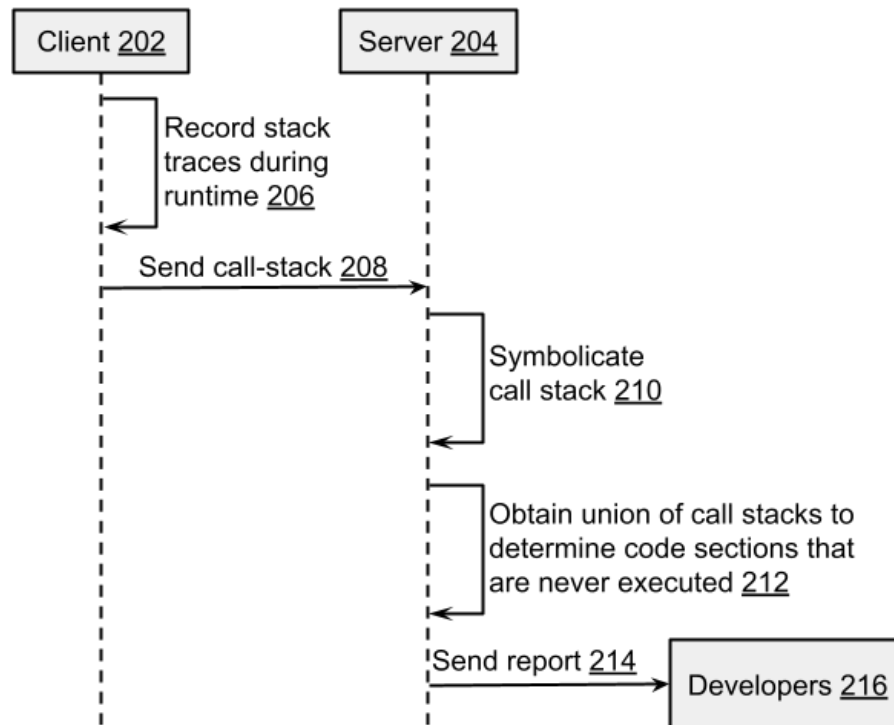 Client 202
Server 204
Record stack
traces during
runtime 206
Send call-stack 208
Symbolicate
call stack 210
Obtain union of call stacks to
determine code sections that
are never executed 212
Send report 214
Developers 216